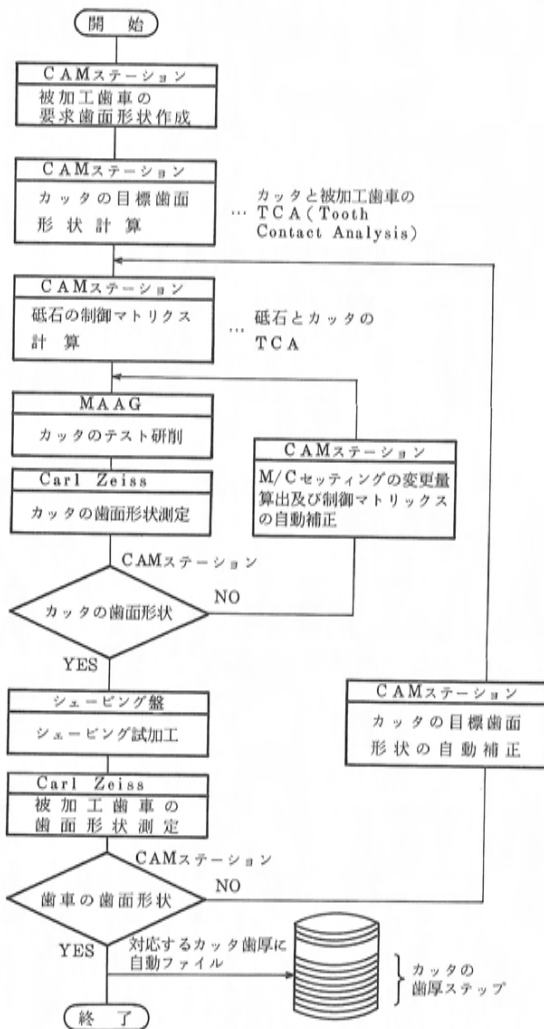 開始
CAMステーション
被加工歯車の
要求歯面形状作成
CAMステーション
カッタの目標歯面
形状計算
… カッタと被加工歯車の
TCA(Tooth
Contact Analysis)
CAMステーション
砥石の制御マトリクス
計算
… 砥石とカッタの
TCA
MAAG
カッタのテスト研削
Carl Zeiss
カッタの歯面形状測定
CAMステーション
M/Cセッティングの変更量
算出及び制御マトリックス
の自動補正
CAMステーション
カッタの歯面形状
NO
YES
シェービング盤
シェービング試加工
CAMステーション
カッタの目標歯面
形状の自動補正
Carl Zeiss
被加工歯車の
歯面形状測定
CAMステーション
歯車の歯面形状
NO
YES
対応するカッタ歯厚に
自動ファイル
カッタの
歯厚ステップ
終了